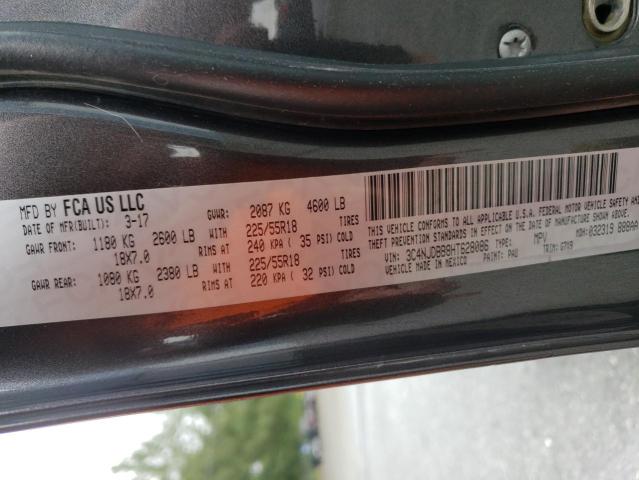 MFD BY FCA US LLC
DATE OF MFR(BUILT): 3-17 GVWR: 2087 KG 4600 LB
GAWR FRONT: 1180 KG 2600 LB 225/55R18 TIRES
18X7.0 RIMS AT 240 KPA ( 35 PSI) COLD
GAWR REAR: 1080 KG 2380 LB 225/55R18 TIRES
18X7.0 RIMS AT 220 KPA ( 32 PSI) COLD
THIS VEHICLE CONFORMS TO ALL APPLICABLE U.S.A. FEDERAL MOTOR VEHICLE SAFETY AND
THEFT PREVENTION STANDARDS IN EFFECT ON THE DATE OF MANUFACTURE SHOWN ABOVE.
VIN: TYPE: MPV MDH: 032319 888AA
VEHICLE MADE IN MEXICO PAINT: PAU TRIM: